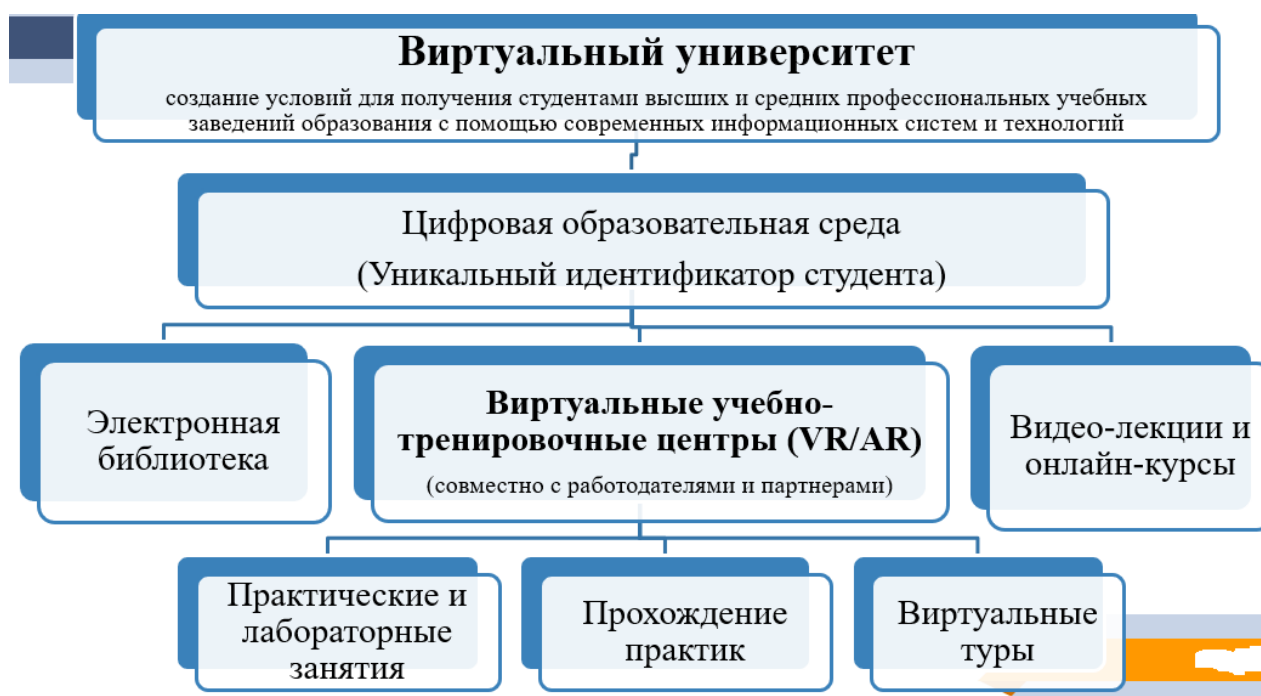 Виртуальный университет
создание условий для получения студентами высших и средних профессиональных учебных
заведений образования с помощью современных информационных систем и технологий
Цифровая образовательная среда
(Уникальный идентификатор студента)
Электронная
библиотека
Виртуальные учебно-
тренировочные центры (VR/AR)
(совместно с работодателями и партнерами)
Видео-лекции и
онлайн-курсы
Практические и
лабораторные
занятия
Прохождение
практик
Виртуальные
туры